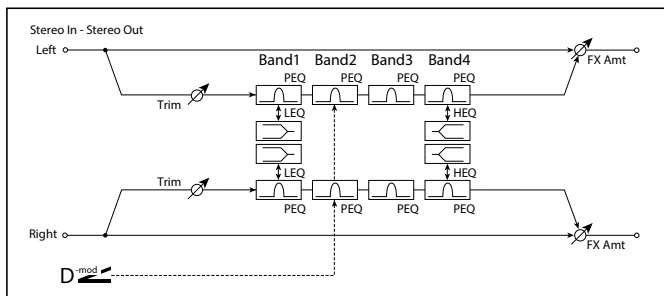 Stereo In - Stereo Out
Left
Band1 Band2 Band3 Band4
PEQ PEQ PEQ PEQ
FX Amt
Trim
LEQ HEQ
LEQ HEQ
Trim
PEQ PEQ PEQ PEQ
Right
FX Amt
D-mod